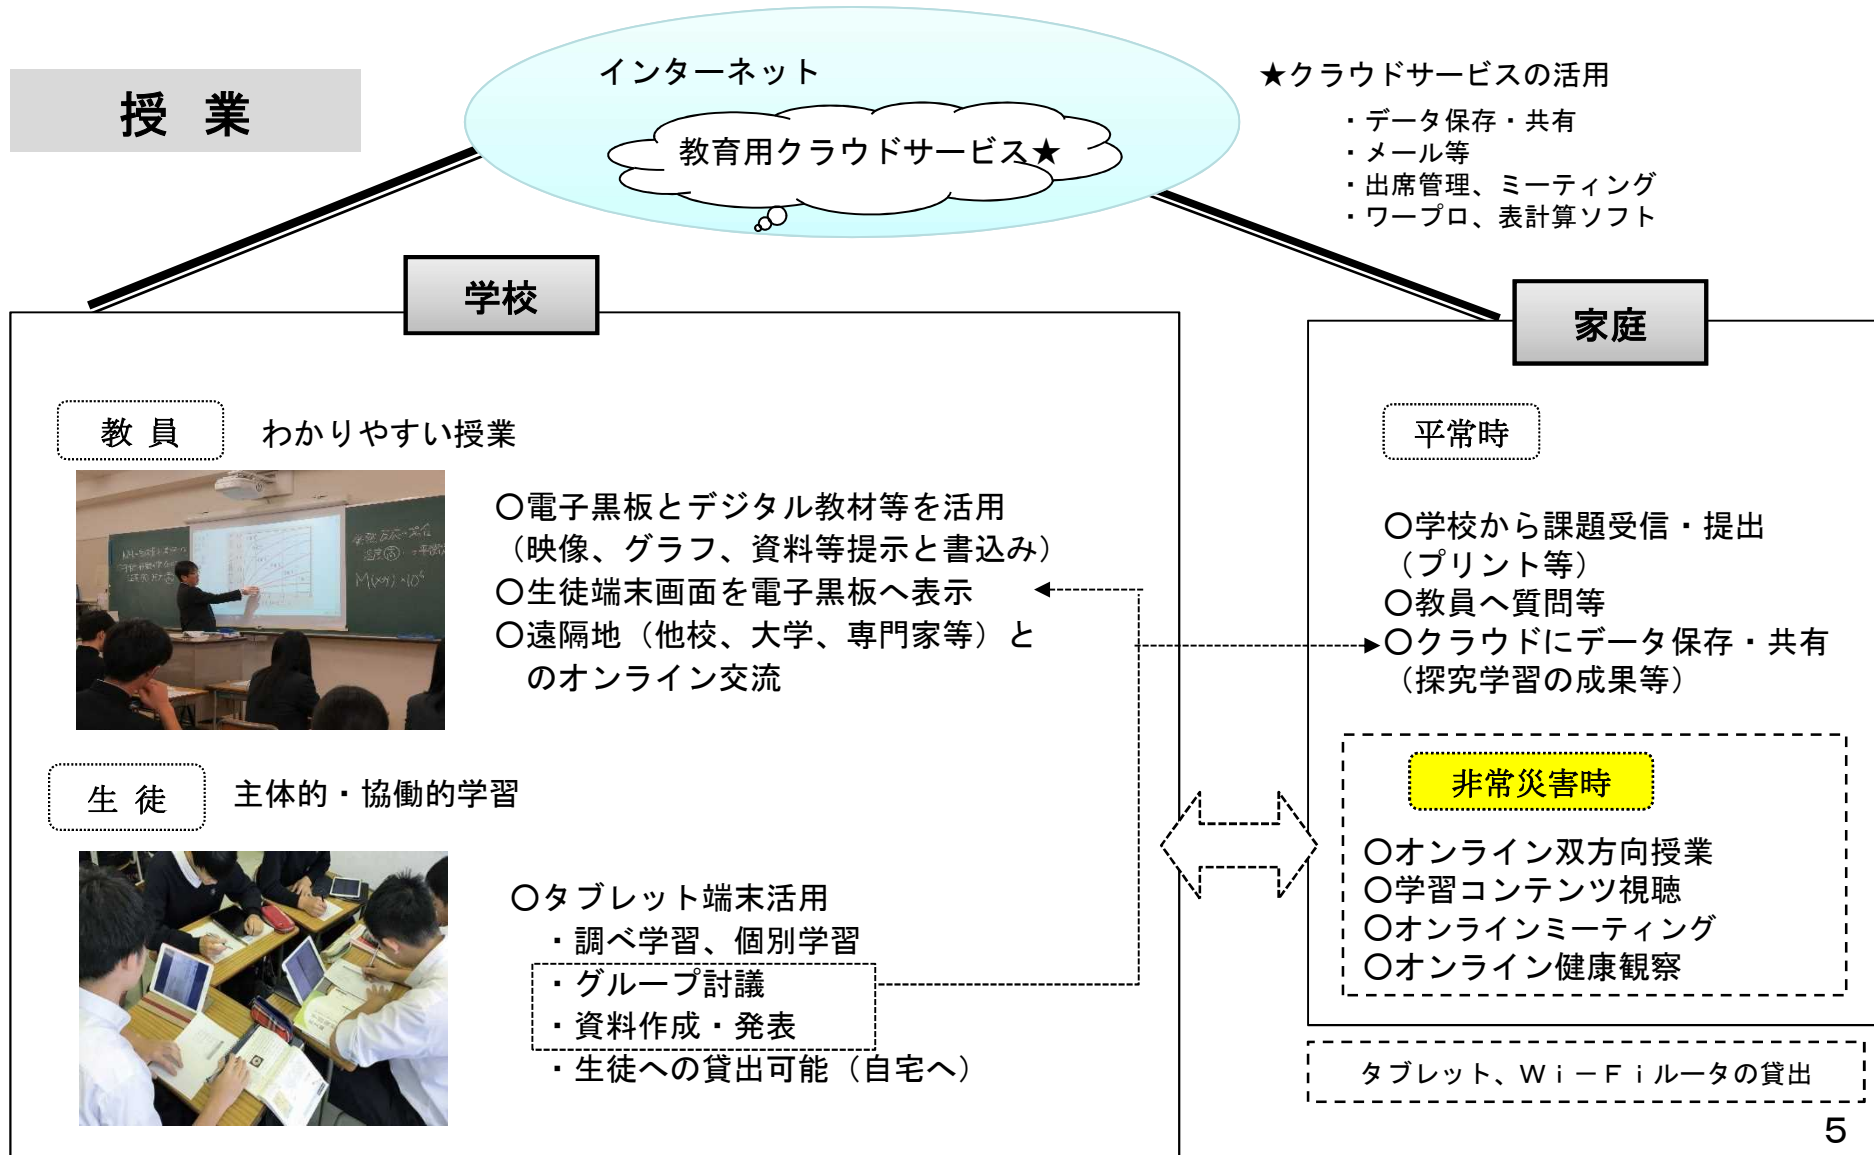 授 業
インターネット
教育用クラウドサービス★
★クラウドサービスの活用
・データ保存・共有
・メール等
・出席管理、ミーティング
・ワープロ、表計算ソフト
学校
教 員
わかりやすい授業
〇電子黒板とデジタル教材等を活用
（映像、グラフ、資料等提示と書込み）
〇生徒端末画面を電子黒板へ表示
〇遠隔地（他校、大学、専門家等）と
のオンライン交流
生 徒
主体的・協働的学習
〇タブレット端末活用
・調べ学習、個別学習
・グループ討議
・資料作成・発表
・生徒への貸出可能（自宅へ）
家庭
平常時
〇学校から課題受信・提出
（プリント等）
〇教員へ質問等
〇クラウドにデータ保存・共有
（探究学習の成果等）
非常災害時
〇オンライン双方向授業
〇学習コンテンツ視聴
〇オンラインミーティング
〇オンライン健康観察
タブレット、Ｗｉ－Ｆｉルータの貸出
5